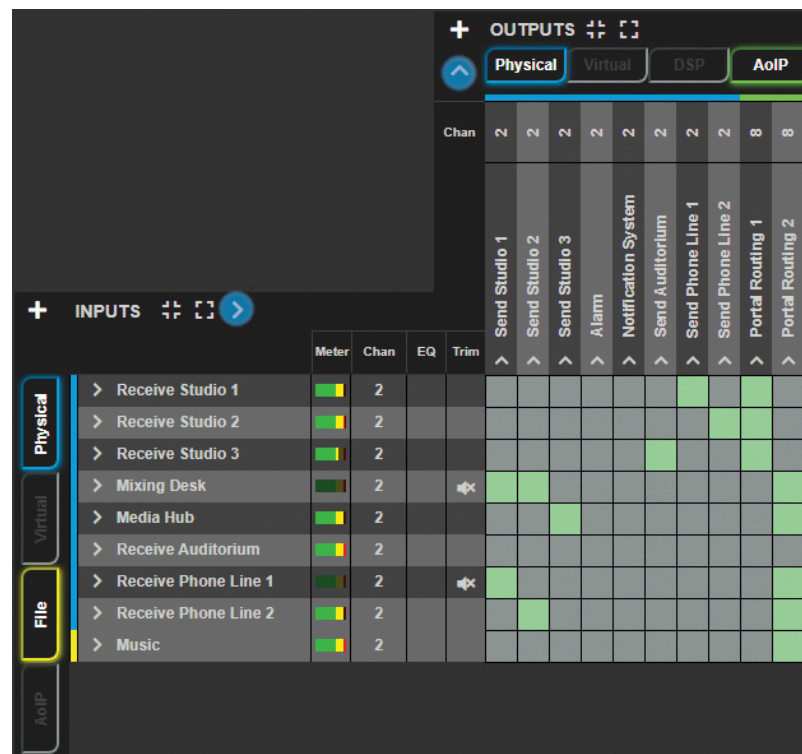 + OUTPUTS
Physical Virtual DSP AoIP
Chan 2 2 2 2 2 2 2 2 8 8
Send Studio 1
Send Studio 2
Send Studio 3
Alarm
Notification System
Send Auditorium
Send Phone Line 1
Send Phone Line 2
Portal Routing 1
Portal Routing 2
+ INPUTS
Meter Chan EQ Trim
Physical
Virtual
File
AoIP
Receive Studio 1 2
Receive Studio 2 2
Receive Studio 3 2
Mixing Desk 2
Media Hub 2
Receive Auditorium 2
Receive Phone Line 1 2
Receive Phone Line 2 2
Music 2